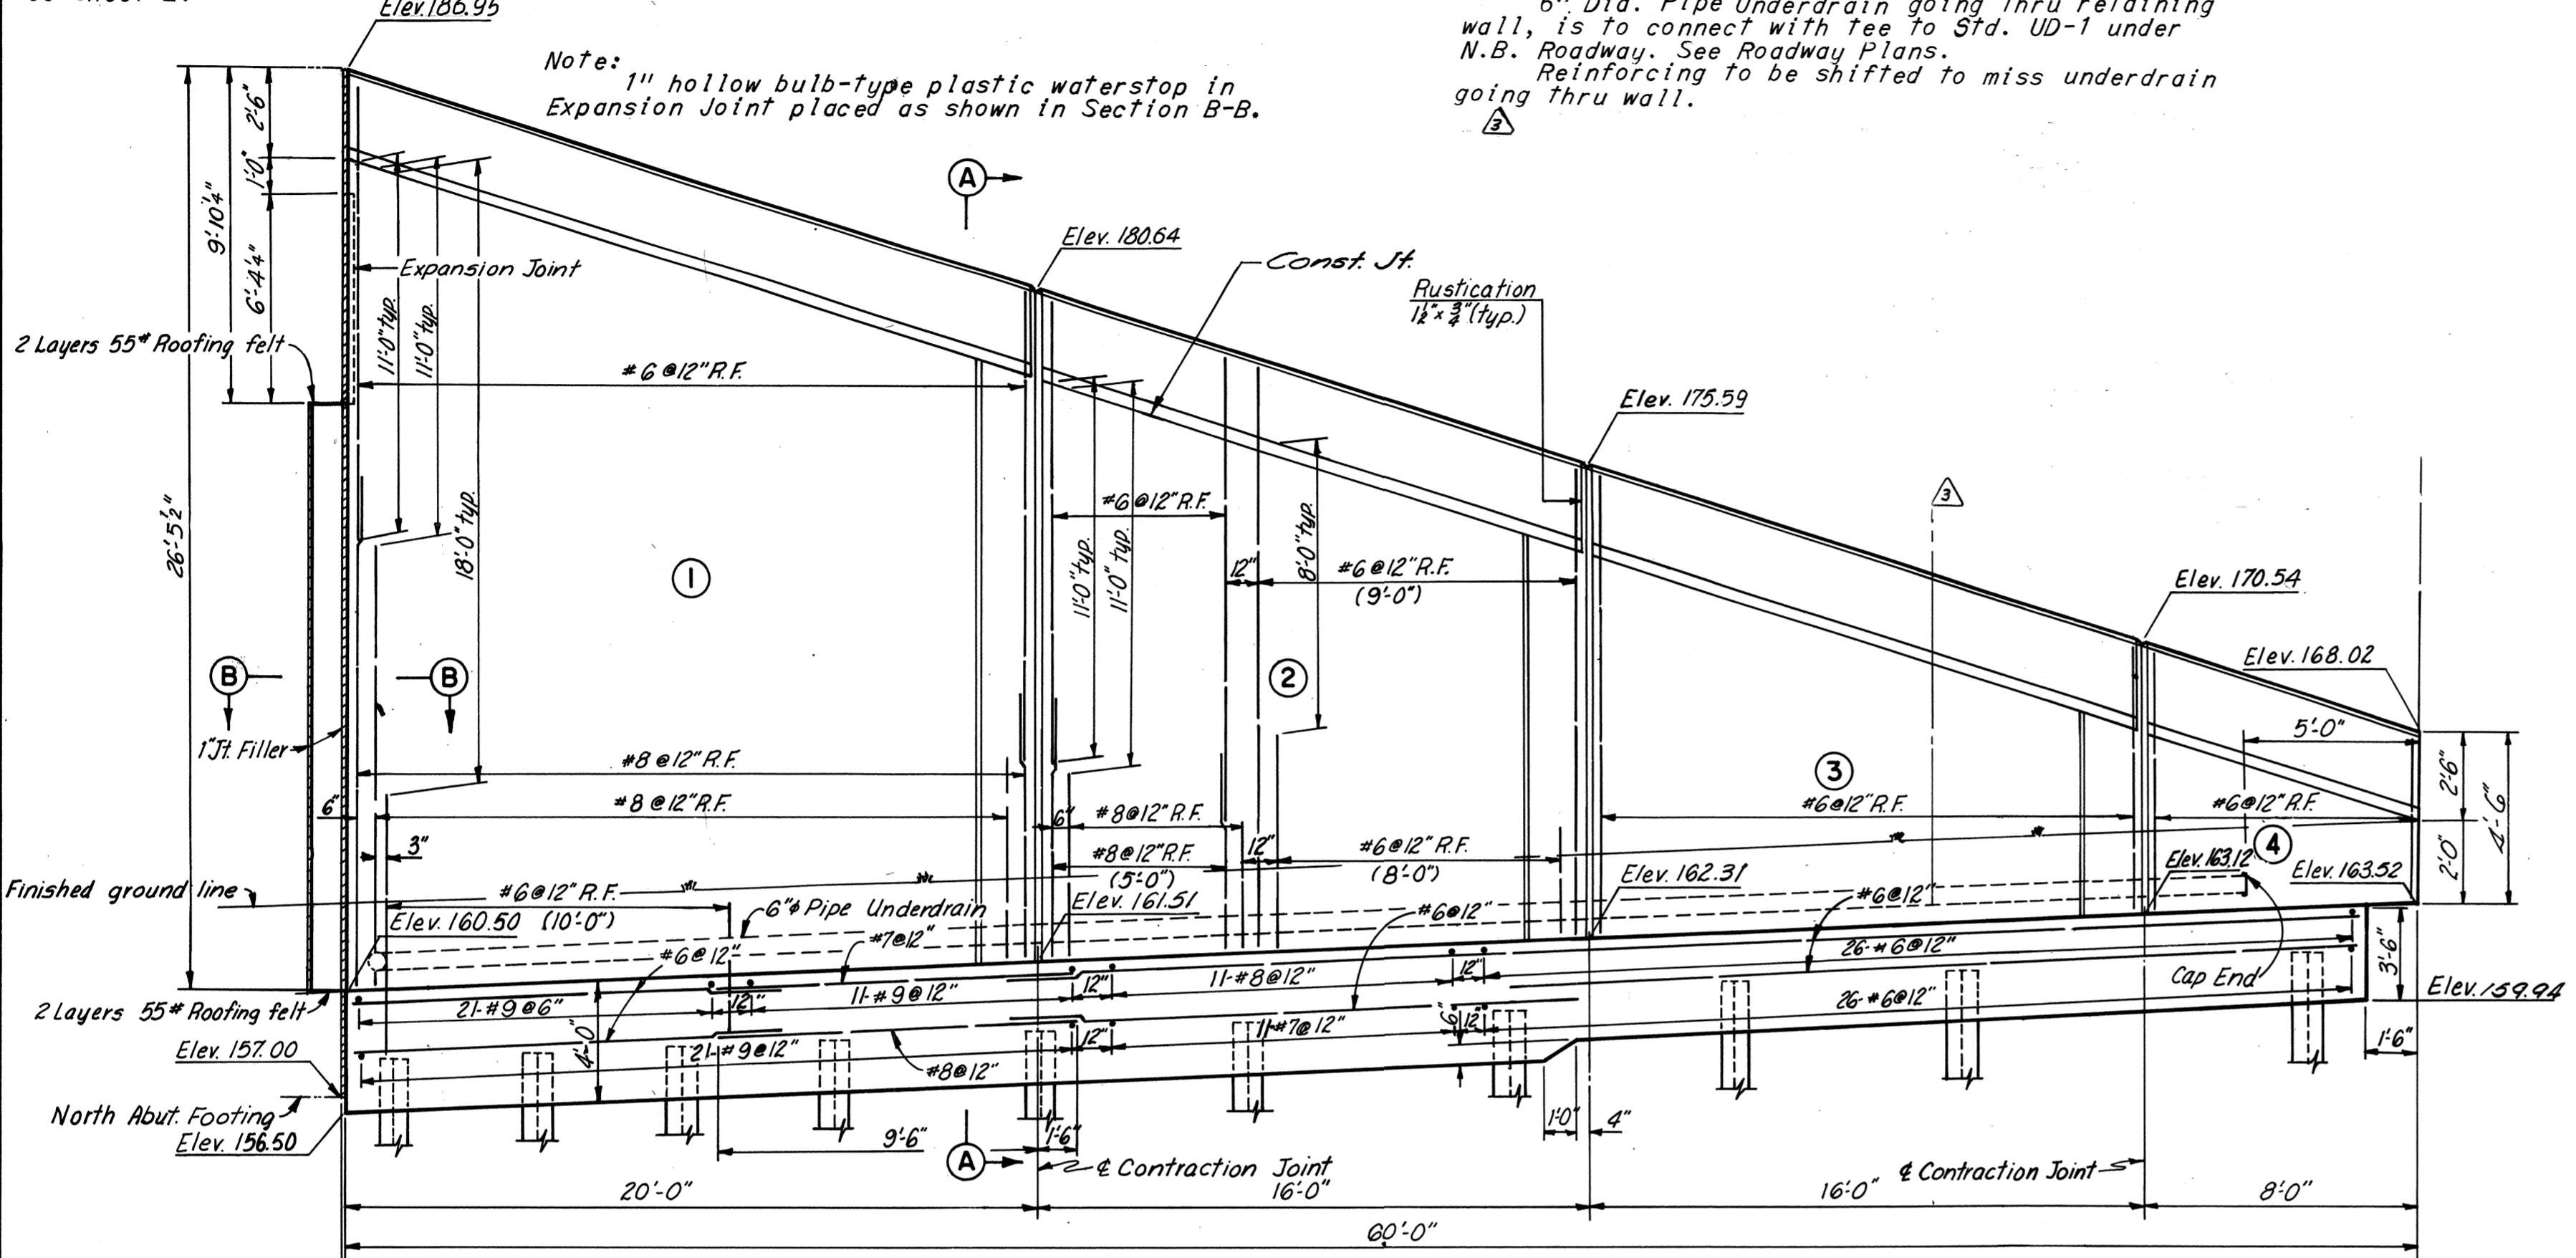 Elev. 186.95
6" Dia. Pipe Underdrain going thru retaining
wall, is to connect with tee to Std. UD-1 under
N.B. Roadway. See Roadway Plans.
Reinforcing to be shifted to miss underdrain
going thru wall.
3
Note:
1" hollow bulb-type plastic waterstop in
Expansion Joint placed as shown in Section B-B.
2'-6"
1'-0"
9'-10¼"
6'-4¼"
26'-5½"
A
Elev. 180.64
Const. Jt.
Rustication
1½" x ¾" (typ.)
Expansion Joint
2 Layers 55# Roofing felt
11'-0" typ.
11'-0" typ.
18'-0" typ.
#6 @ 12" R.F.
Elev. 175.59
#6 @ 12" R.F.
11'-0" typ.
11'-0" typ.
8'-0" typ.
12"
#6 @ 12" R.F.
(9'-0")
3
Elev. 170.54
1
2
3
4
B
B
Elev. 168.02
5'-0"
2'-6"
4'-6"
2'-0"
1" Jt. Filler
#8 @ 12" R.F.
#8 @ 12" R.F.
6"
3"
6"
#8 @ 12" R.F.
#8 @ 12" R.F.
(5'-0")
12"
#6 @ 12" R.F.
(8'-0")
#6 @ 12" R.F.
#6 @ 12" R.F.
Finished ground line
#6 @ 12" R.F.
(10'-0")
Elev. 160.50
6"ϕ Pipe Underdrain
Elev. 161.51
Elev. 162.31
Elev. 163.12
Elev. 163.52
#6 @ 12"
#7 @ 12"
#6 @ 12"
#6 @ 12"
26-#6 @ 12"
3'-6"
2 Layers 55# Roofing felt
21-#9 @ 6"
12"
11-#9 @ 12"
12"
11-#8 @ 12"
12"
26-#6 @ 12"
Cap End
Elev. 159.94
4'-0"
21-#9 @ 12"
12"
11-#7 @ 12"
6"
12"
#8 @ 12"
1'-6"
Elev. 157.00
North Abut. Footing
Elev. 156.50
9'-6"
A
1'-6"
1'-0"
4"
℄ Contraction Joint
℄ Contraction Joint
20'-0"
16'-0"
16'-0"
8'-0"
60'-0"